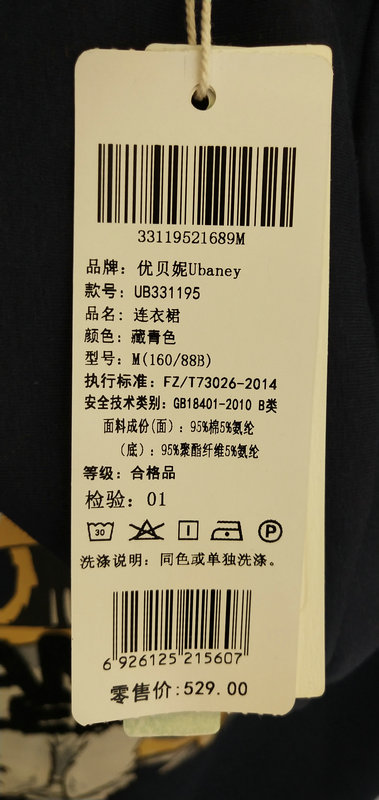 33119521689M
品牌: 优贝妮Ubaney
款号: UB331195
品名: 连衣裙
颜色: 藏青色
型号: M(160/88B)
执行标准: FZ/T73026-2014
安全技术类别: GB18401-2010 B类
面料成份(面): 95%棉5%氨纶
(底): 95%聚酯纤维5%氨纶
等级: 合格品
检验: 01
30
P
洗涤说明: 同色或单独洗涤。
6 926125 215607
零售价:529.00